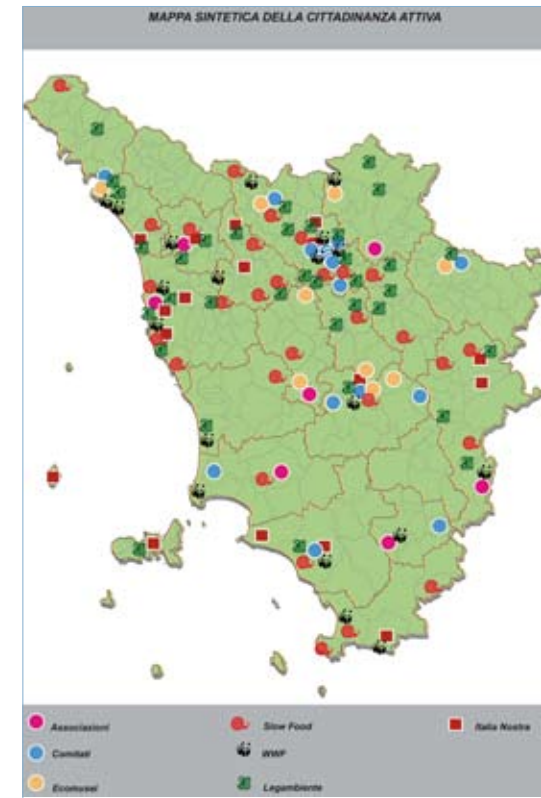 MAPPA SINTETICA DELLA CITTADINANZA ATTIVA
Associazioni
Slow Food
Italia Nostra
Comitati
WWF
Ecomusei
Legambiente